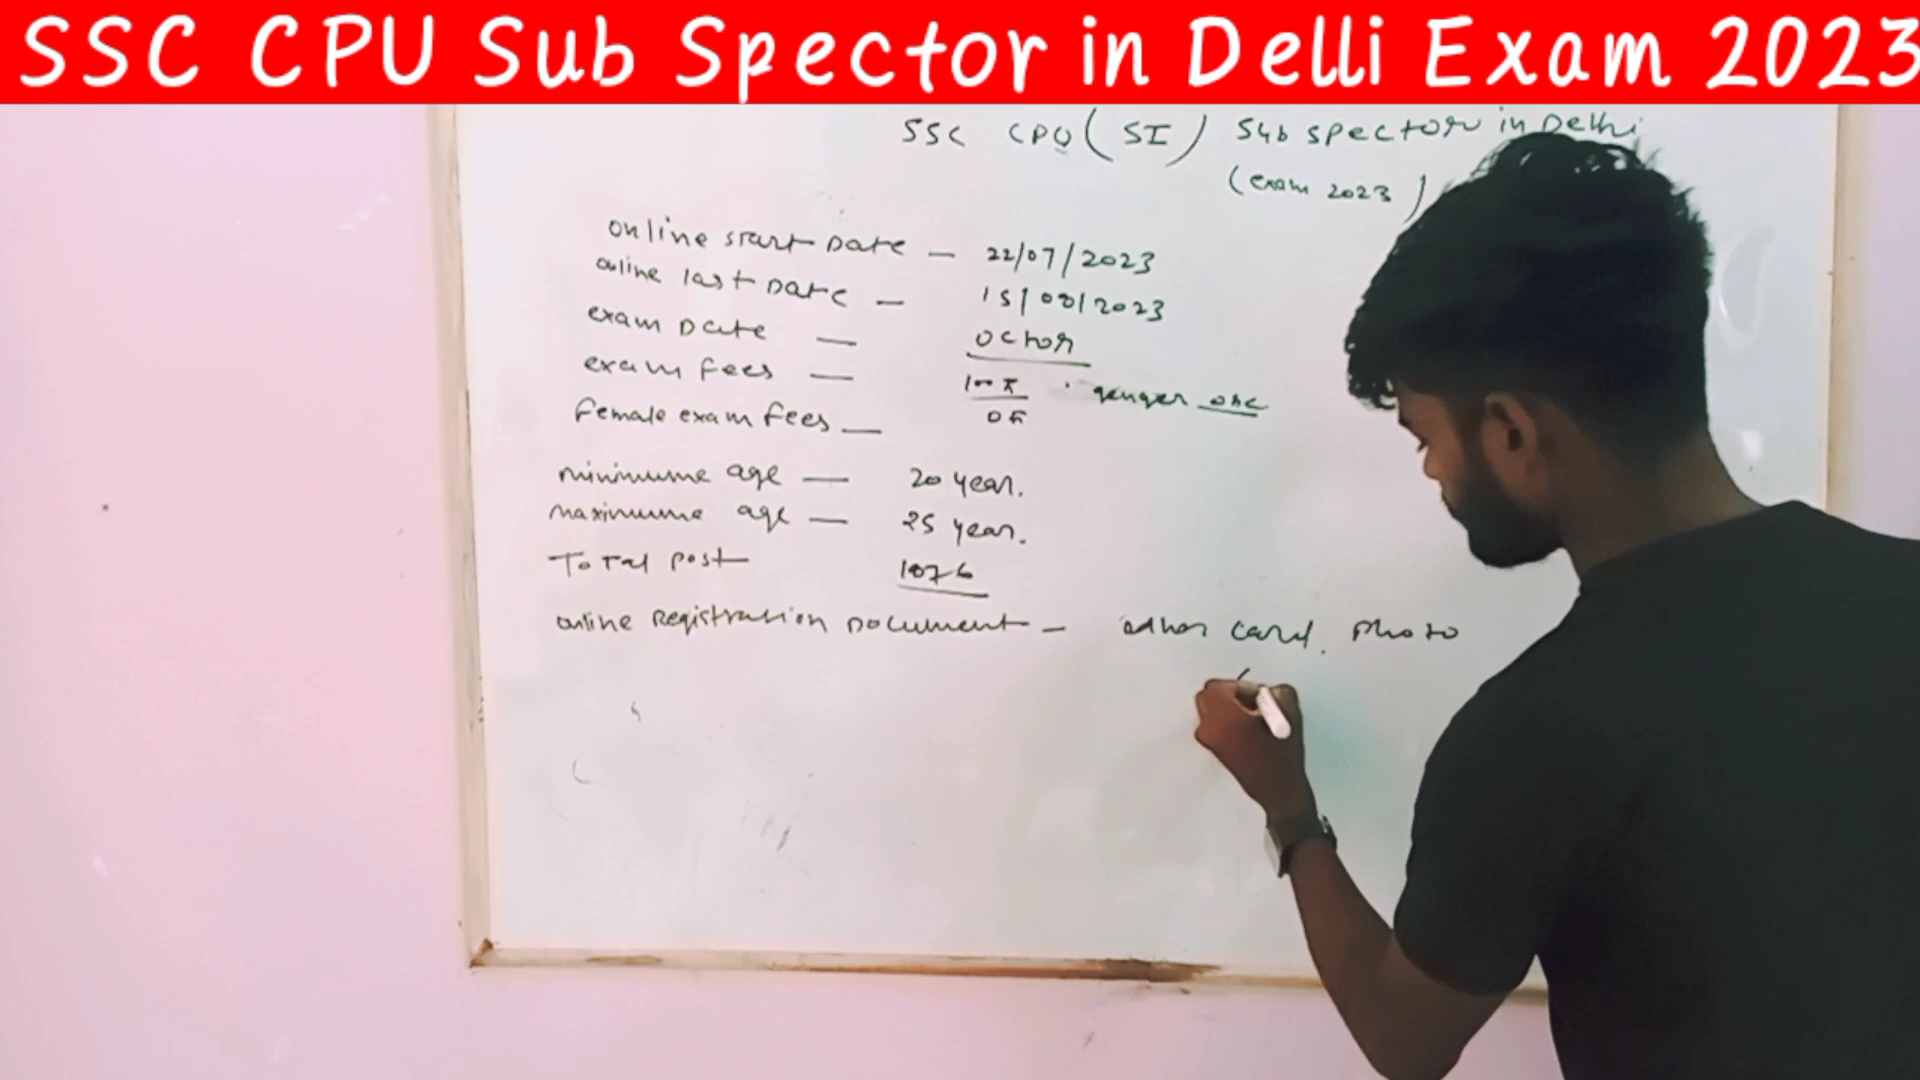 SSC CPU Sub Spector in Delli Exam 2023
SSC CPO (SI) Sub spector in Delhi
(exam 2023)
online start Date — 22/07/2023
online last Date — 15/08/2023
exam Date — octor
exam fees — 100 ₹ . genger obc
Female exam fees — 0₹
minimume age — 20 year.
maximume age — 25 year.
Total post 1876
online Registration Document — adhar card. photo